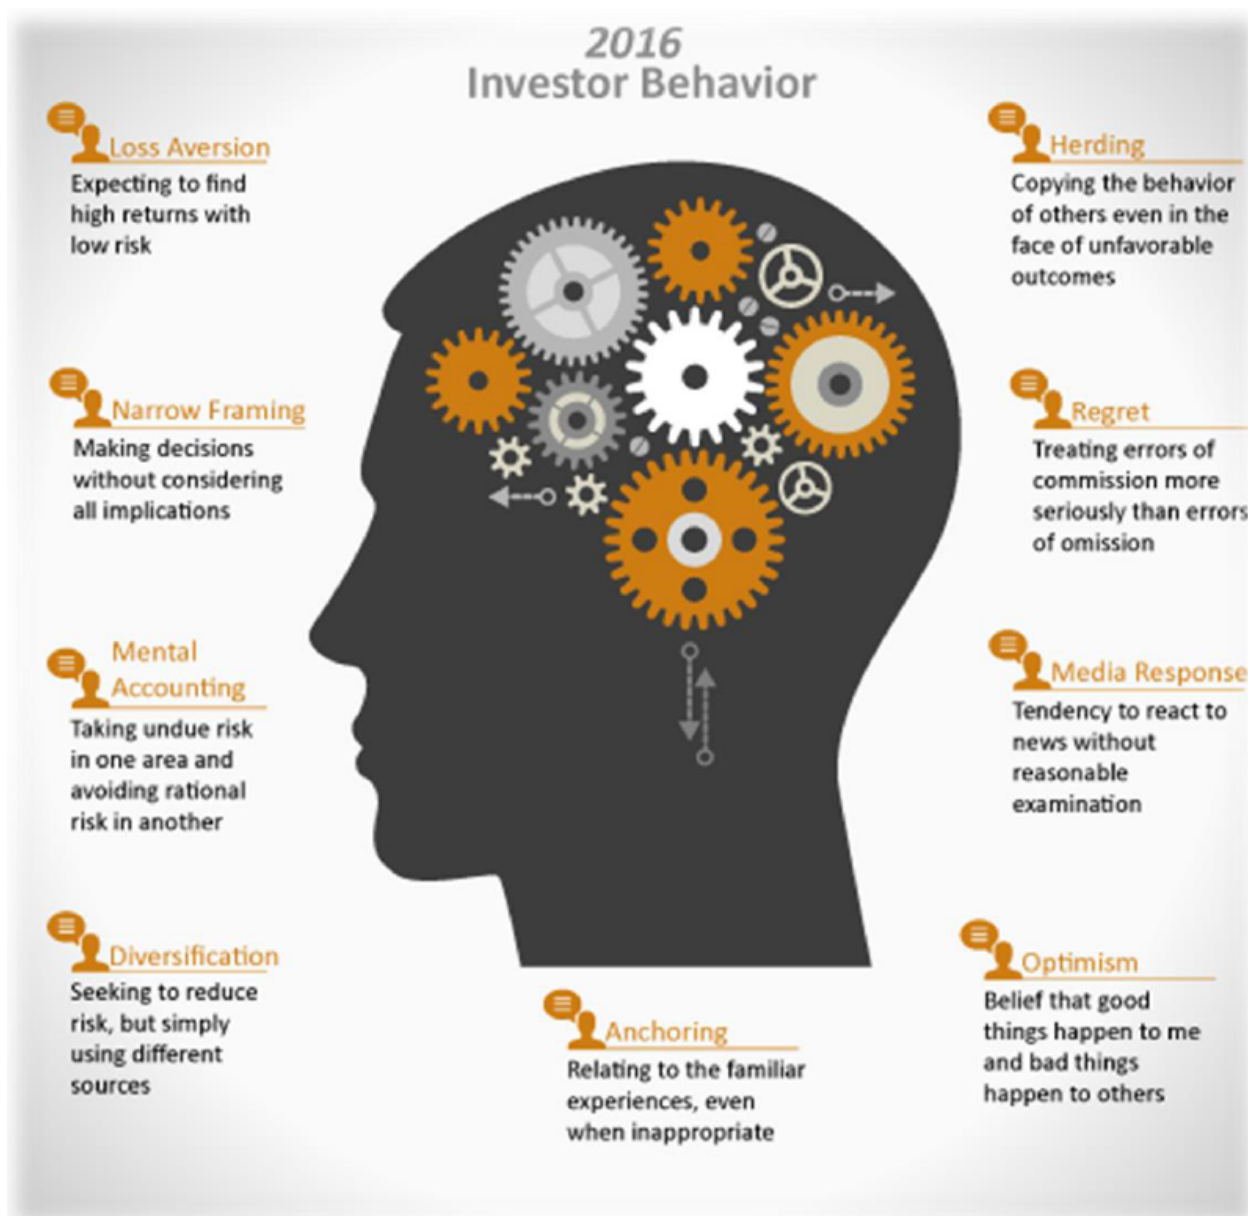 2016
Investor Behavior
Loss Aversion
Expecting to find
high returns with
low risk
Narrow Framing
Making decisions
without considering
all implications
Mental
Accounting
Taking undue risk
in one area and
avoiding rational
risk in another
Diversification
Seeking to reduce
risk, but simply
using different
sources
Anchoring
Relating to the familiar
experiences, even
when inappropriate
Herding
Copying the behavior
of others even in the
face of unfavorable
outcomes
Regret
Treating errors of
commission more
seriously than errors
of omission
Media Response
Tendency to react to
news without
reasonable
examination
Optimism
Belief that good
things happen to me
and bad things
happen to others